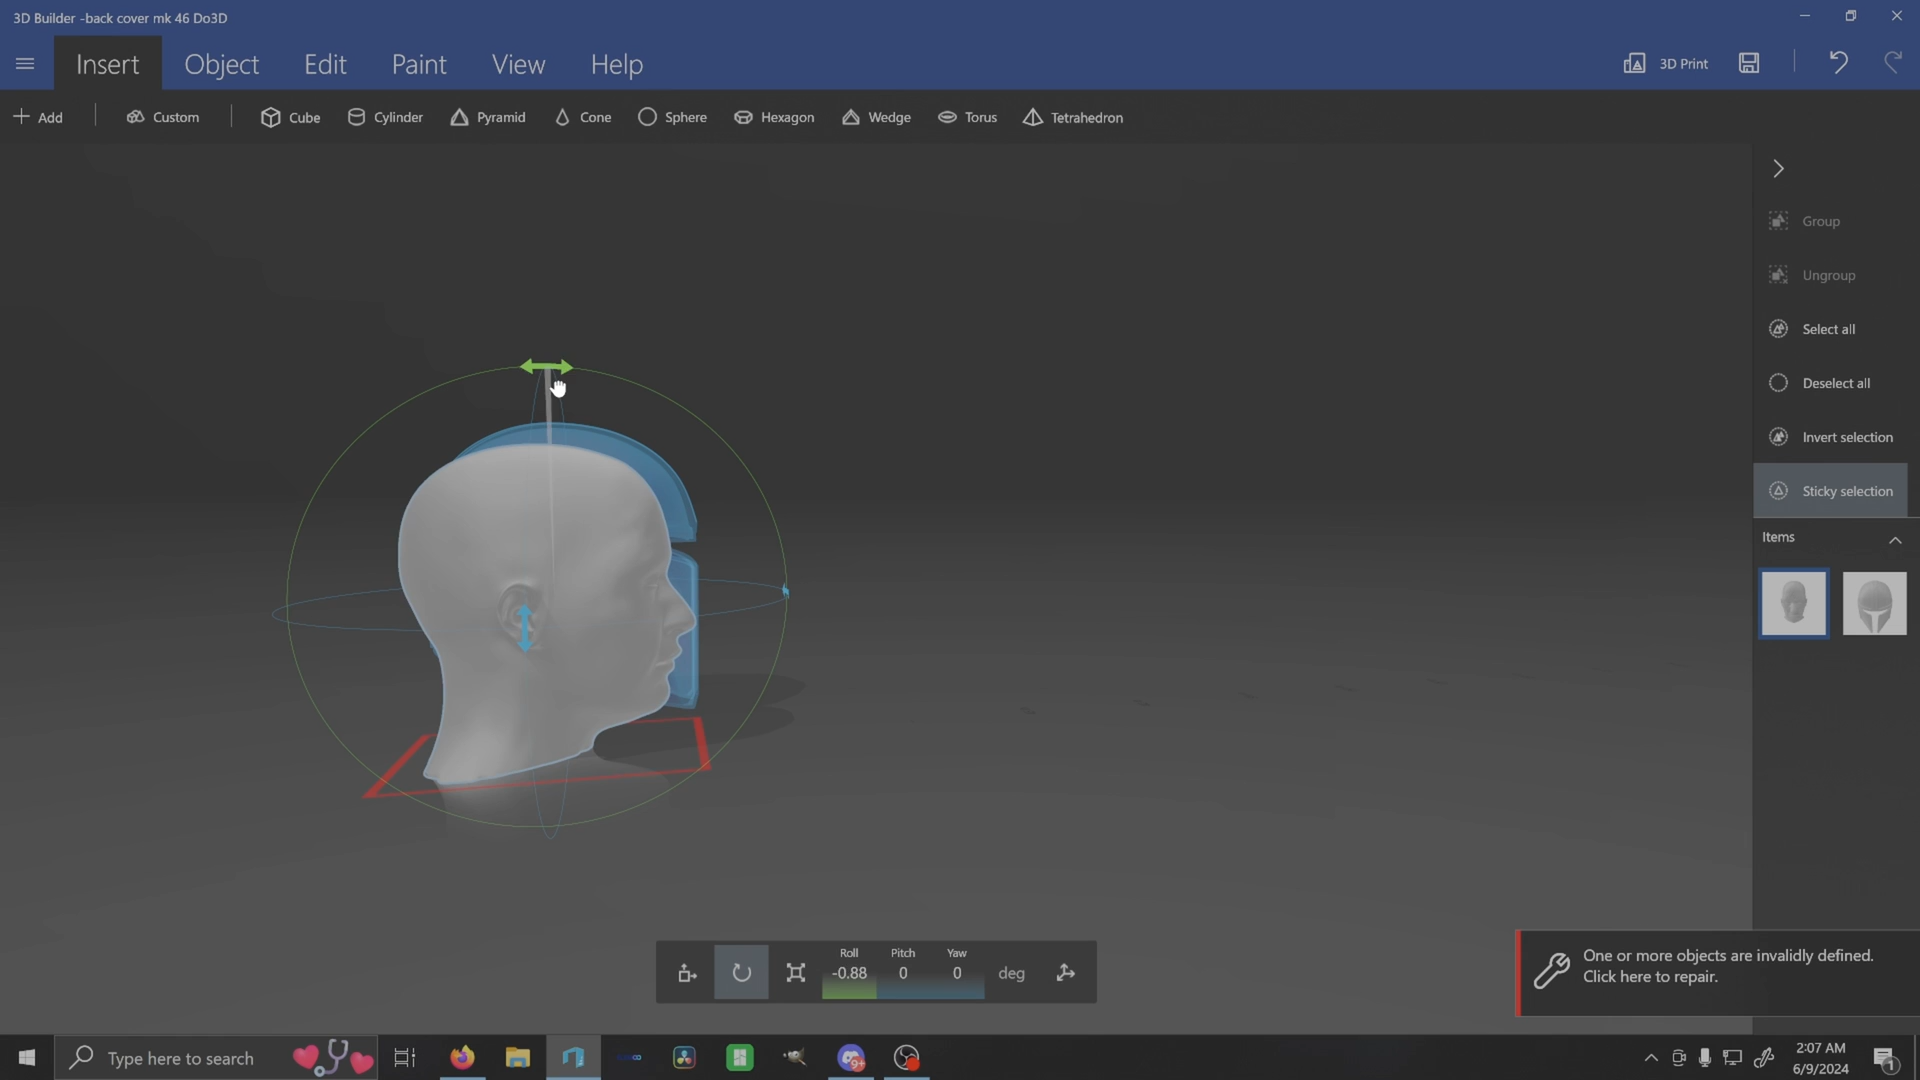 3D Builder -back cover mk 46 Do3D
Insert
Object
Edit
Paint
View
Help
3D Print
Add
Custom
Cube
Cylinder
Pyramid
Cone
Sphere
Hexagon
Wedge
Torus
Tetrahedron
Group
Ungroup
Select all
Deselect all
Invert selection
Sticky selection
Items
Roll
Pitch
Yaw
-0.88
0
0
deg
One or more objects are invalidly defined.
Click here to repair.
Type here to search
9+
2:07 AM
6/9/2024
1